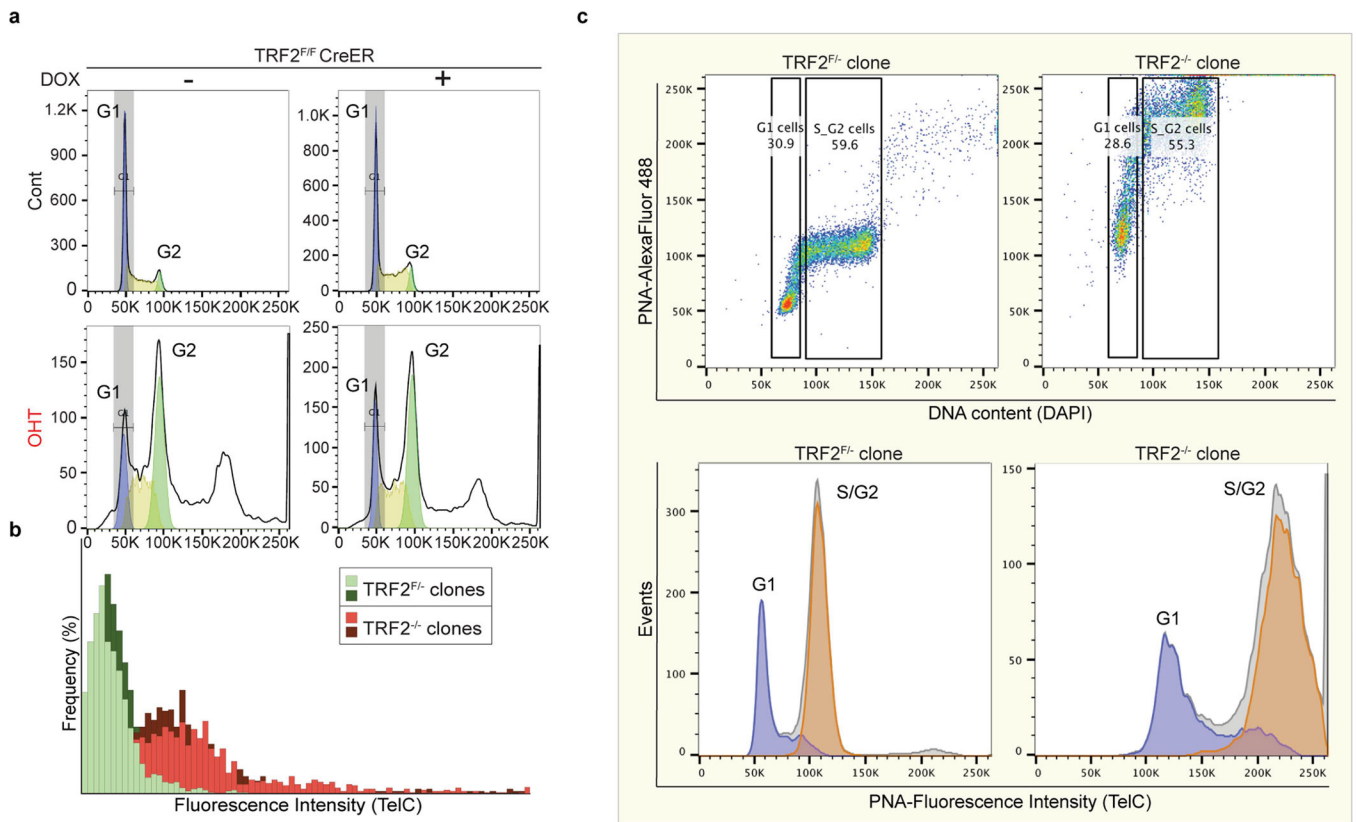 a
TRF2F/F CreER
DOX - +
Cont
G1
G1
G2
1.2K
900
600
300
0
0 50K 100K 150K 200K 250K
G1
G1
G2
1.0K
800
600
400
200
0
0 50K 100K 150K 200K 250K
OHT
G1
G1
G2
150
100
50
0
0 50K 100K 150K 200K 250K
G1
G1
G2
250
200
150
100
50
0
0 50K 100K 150K 200K 250K
b
TRF2F/- clones
TRF2-/- clones
Frequency (%)
Fluorescence Intensity (TelC)
c
TRF2F/- clone
TRF2-/- clone
PNA-AlexaFluor 488
250K
200K
150K
100K
50K
0
G1 cells
30.9
S_G2 cells
59.6
0 50K 100K 150K 200K 250K
250K
200K
150K
100K
50K
0
G1 cells
28.6
S_G2 cells
55.3
0 50K 100K 150K 200K 250K
DNA content (DAPI)
TRF2F/- clone
TRF2-/- clone
Events
300
200
100
0
G1
S/G2
0 50K 100K 150K 200K 250K
150
100
50
0
G1
S/G2
0 50K 100K 150K 200K 250K
PNA-Fluorescence Intensity (TelC)